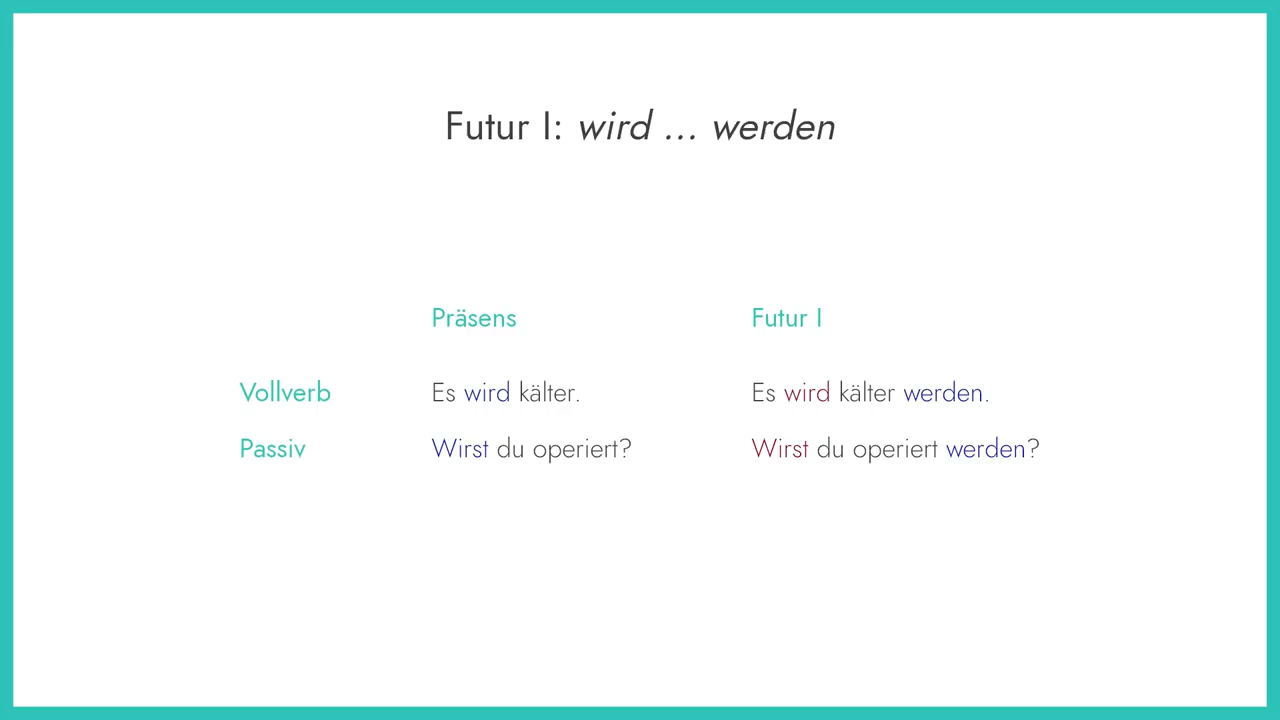 Futur I: wird ... werden
Präsens Futur I
Vollverb Es wird kälter. Es wird kälter werden.
Passiv Wirst du operiert? Wirst du operiert werden?